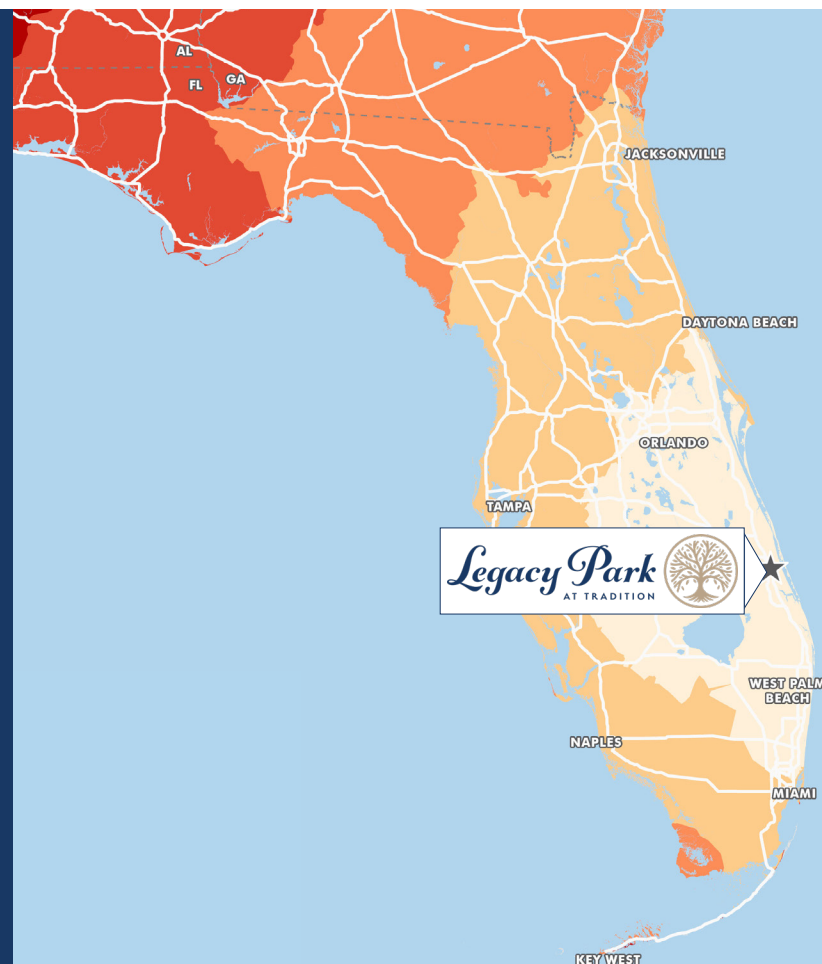 AL
FL
GA
JACKSONVILLE
DAYTONA BEACH
ORLANDO
TAMPA
Legacy Park
AT TRADITION
WEST PALM
BEACH
NAPLES
MIAMI
KEY WEST